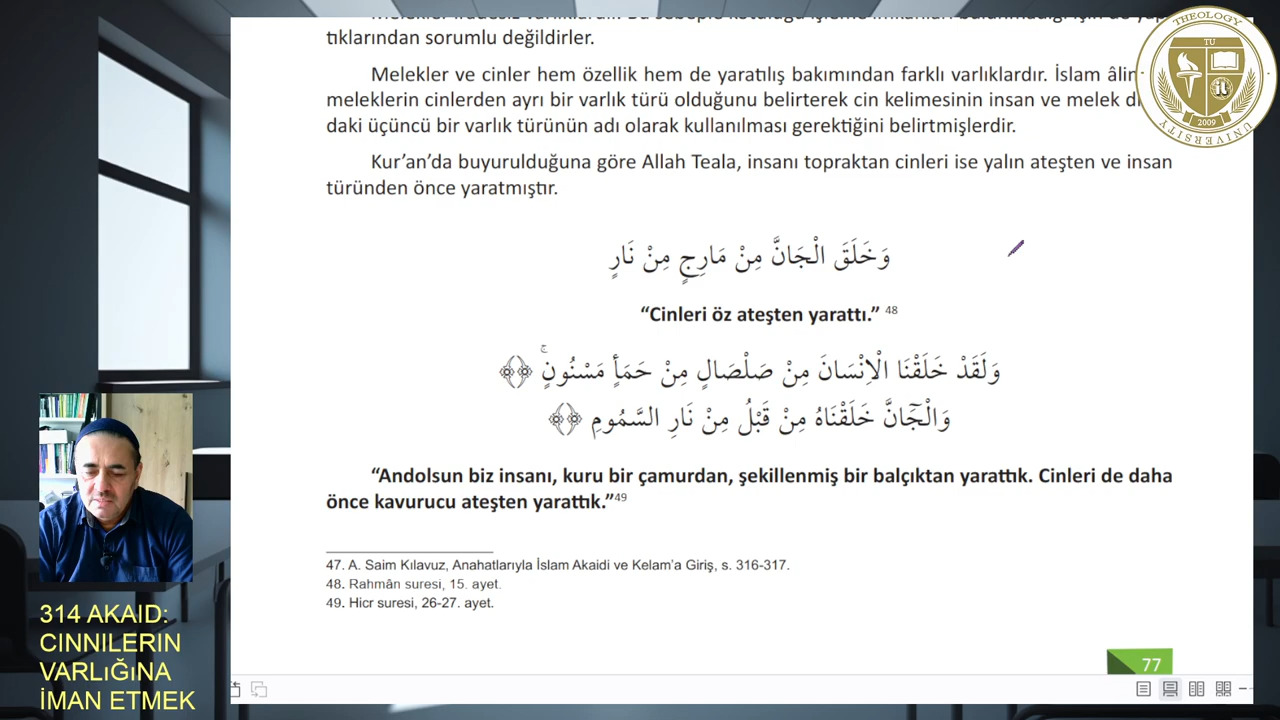 tıklarından sorumlu değildirler.
Melekler ve cinler hem özellik hem de yaratılış bakımından farklı varlıklardır. İslam
meleklerin cinlerden ayrı bir varlık türü olduğunu belirterek cin kelimesinin insan ve melek
daki üçüncü bir varlık türünün adı olarak kullanılması gerektiğini belirtmişlerdir.
Kur’an’da buyurulduğuna göre Allah Teala, insanı topraktan cinleri ise yalın ateşten ve insan
türünden önce yaratmıştır.
وَخَلَقَ الْجَانَّ مِنْ مَارِجٍ مِنْ نَارٍ
“Cinleri öz ateşten yarattı.” 48
وَلَقَدْ خَلَقْنَا الْاِنْسَانَ مِنْ صَلْصَالٍ مِنْ حَمَأٍ مَسْنُونٍۚ ﴿﴾
وَالْجَٓانَّ خَلَقْنَاهُ مِنْ قَبْلُ مِنْ نَارِ السَّمُومِ ﴿﴾
“Andolsun biz insanı, kuru bir çamurdan, şekillenmiş bir balçıktan yarattık. Cinleri de daha
önce kavurucu ateşten yarattık.”49
47. A. Saim Kılavuz, Anahatlarıyla İslam Akaidi ve Kelam’a Giriş, s. 316-317.
48. Rahmân suresi, 15. ayet.
49. Hicr suresi, 26-27. ayet.
77
THEOLOGY
TU
2009
UNIVERSITY
314 AKAID:
CINNILERIN
VARLıĞıNA
İMAN ETMEK